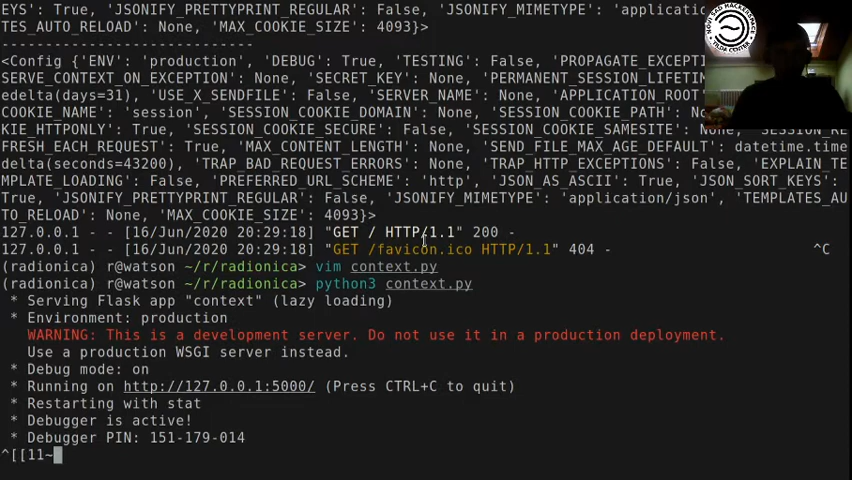 EYS': True, 'JSONIFY_PRETTYPRINT_REGULAR': False, 'JSONIFY_MIMETYPE': 'applicati
TES_AUTO_RELOAD': None, 'MAX_COOKIE_SIZE': 4093}>
-----------------------------
<Config {'ENV': 'production', 'DEBUG': True, 'TESTING': False, 'PROPAGATE_EXCEPTI
SERVE_CONTEXT_ON_EXCEPTION': None, 'SECRET_KEY': None, 'PERMANENT_SESSION_LIFETIM
edelta(days=31), 'USE_X_SENDFILE': False, 'SERVER_NAME': None, 'APPLICATION_ROOT
COOKIE_NAME': 'session', 'SESSION_COOKIE_DOMAIN': None, 'SESSION_COOKIE_PATH': No
KIE_HTTPONLY': True, 'SESSION_COOKIE_SECURE': False, 'SESSION_COOKIE_SAMESITE': None, 'SESSION_RE
FRESH_EACH_REQUEST': True, 'MAX_CONTENT_LENGTH': None, 'SEND_FILE_MAX_AGE_DEFAULT': datetime.time
delta(seconds=43200), 'TRAP_BAD_REQUEST_ERRORS': None, 'TRAP_HTTP_EXCEPTIONS': False, 'EXPLAIN_TE
MPLATE_LOADING': False, 'PREFERRED_URL_SCHEME': 'http', 'JSON_AS_ASCII': True, 'JSON_SORT_KEYS':
True, 'JSONIFY_PRETTYPRINT_REGULAR': False, 'JSONIFY_MIMETYPE': 'application/json', 'TEMPLATES_AU
TO_RELOAD': None, 'MAX_COOKIE_SIZE': 4093}>
127.0.0.1 - - [16/Jun/2020 20:29:18] "GET / HTTP/1.1" 200 -
127.0.0.1 - - [16/Jun/2020 20:29:18] "GET /favicon.ico HTTP/1.1" 404 - ^C
(radionica) r@watson ~/r/radionica> vim context.py
(radionica) r@watson ~/r/radionica> python3 context.py
* Serving Flask app "context" (lazy loading)
* Environment: production
WARNING: This is a development server. Do not use it in a production deployment.
Use a production WSGI server instead.
* Debug mode: on
* Running on http://127.0.0.1:5000/ (Press CTRL+C to quit)
* Restarting with stat
* Debugger is active!
* Debugger PIN: 151-179-014
^[[11~
TILDA CENTER